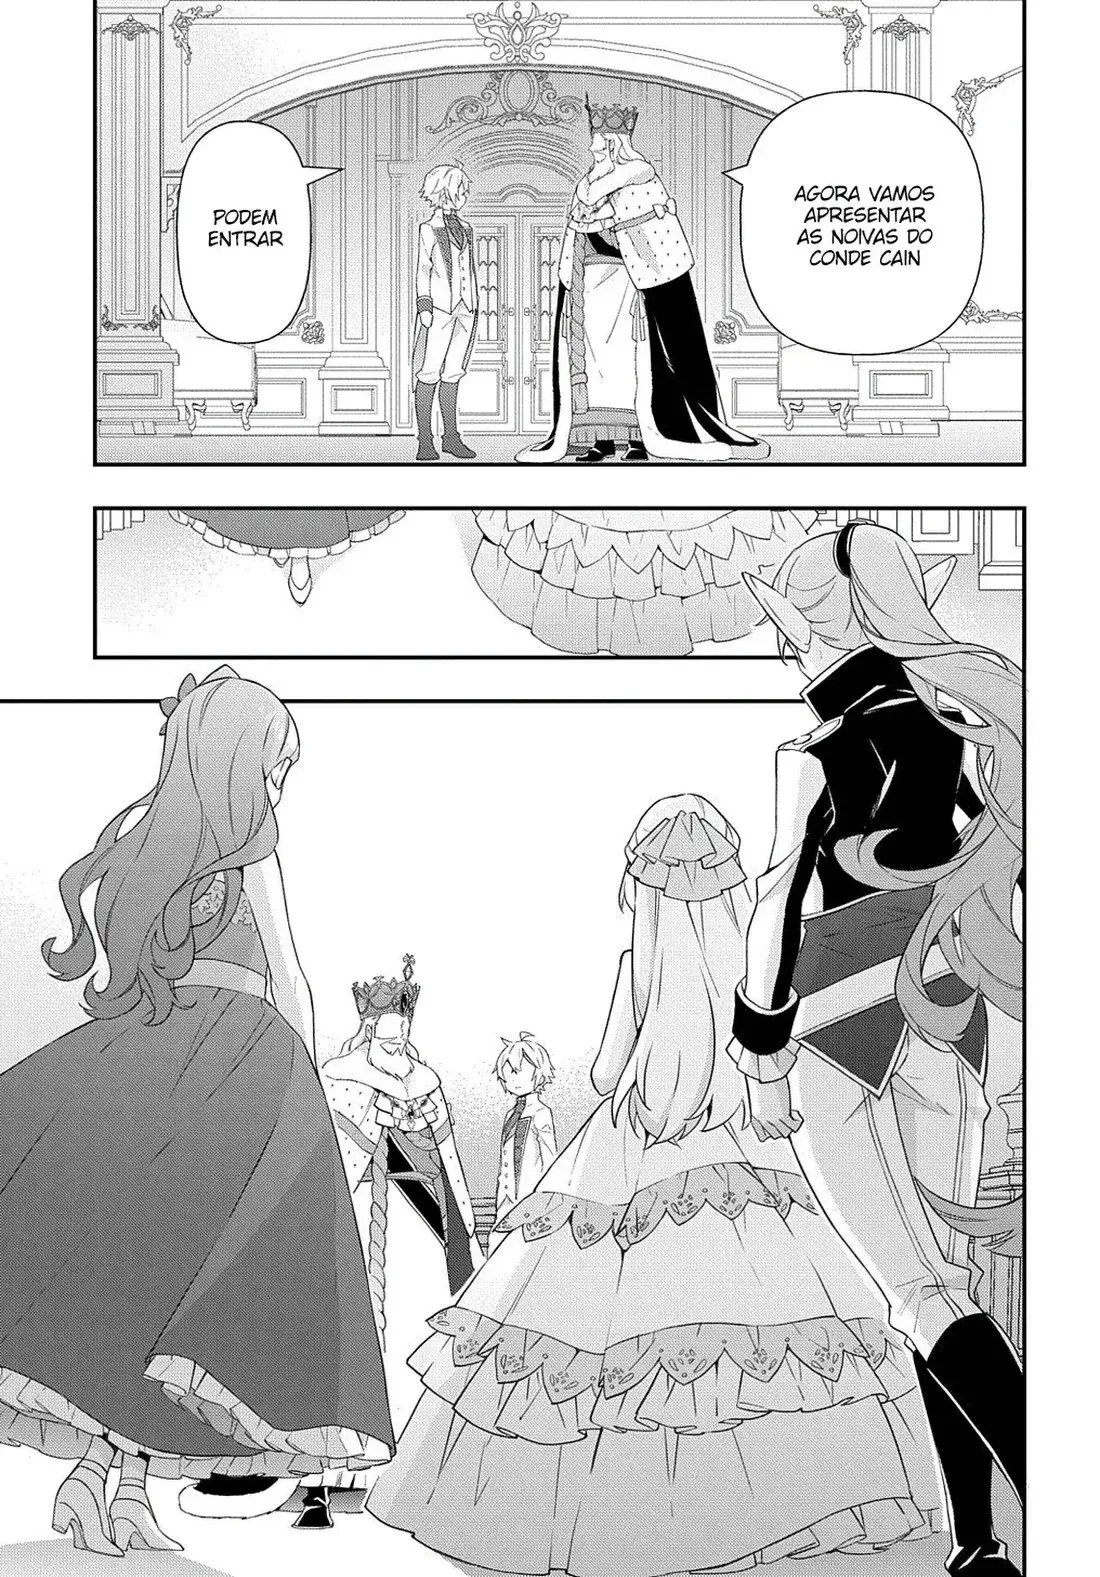 AGORA VAMOS
APRESENTAR
AS NOIVAS DO
CONDE CAIN
PODEM
ENTRAR